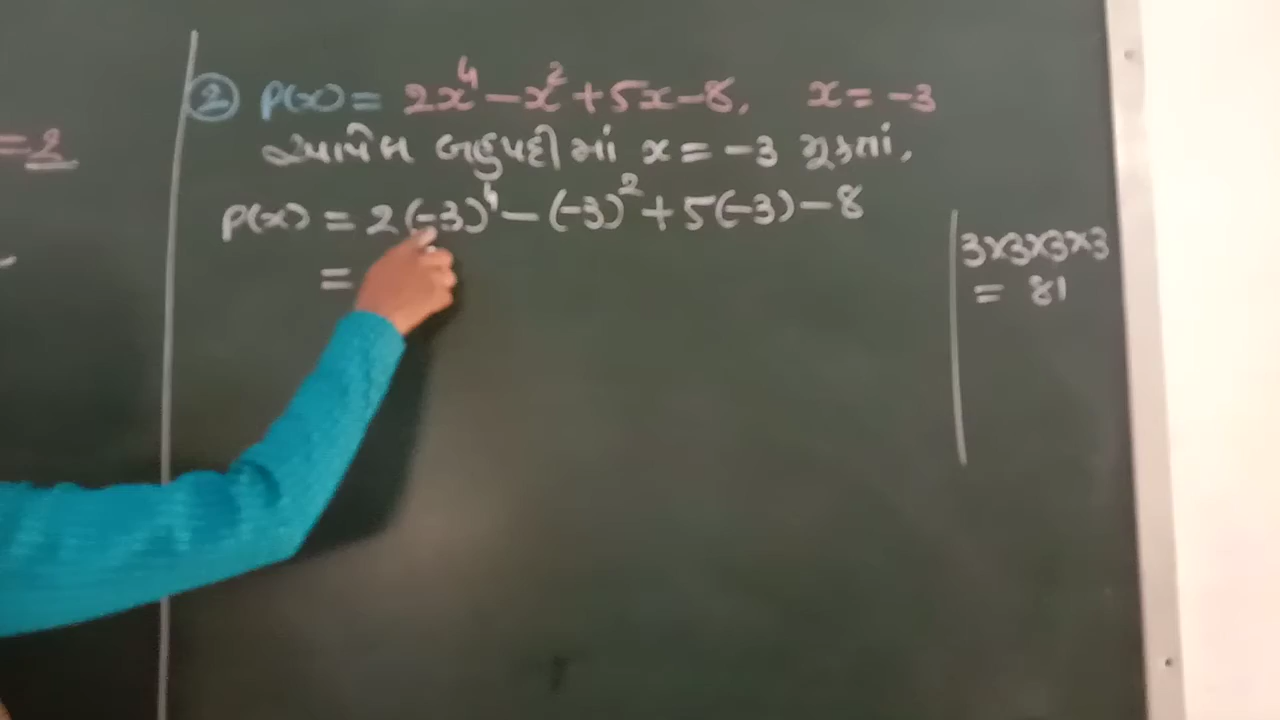 = 2
② P(x) = 2x⁴ - x² + 5x - 8, x = -3
આપેલ બહુપદીમાં x = -3 મૂકતાં,
P(x) = 2(-3)⁴ - (-3)² + 5(-3) - 8
=
3×3×3×3
= 81